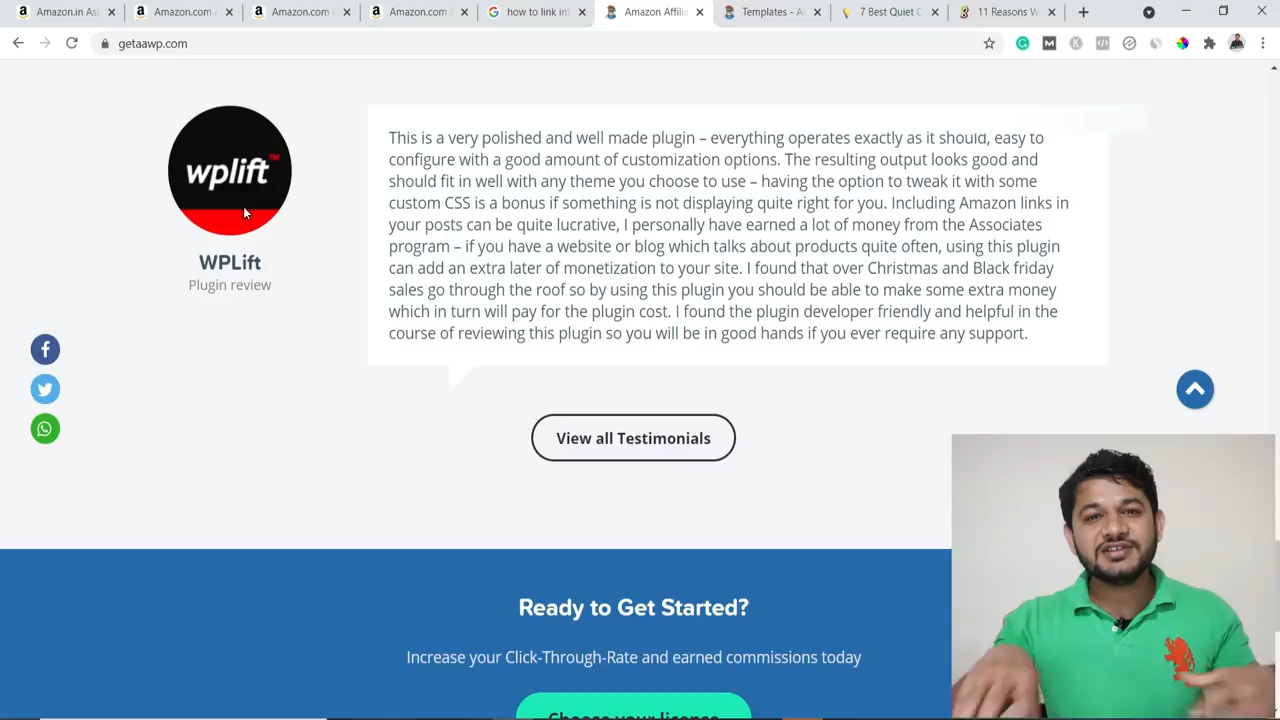 Amazon.in Ass
Amazon.com A
Amazon.com A
Amazon.com A
how to link int
Amazon Affilia
Templates - A
7 Best Quiet C
11 Reasons W
getaawp.com
wplift™
WPLift
Plugin review
This is a very polished and well made plugin – everything operates exactly as it should, easy to
configure with a good amount of customization options. The resulting output looks good and
should fit in well with any theme you choose to use – having the option to tweak it with some
custom CSS is a bonus if something is not displaying quite right for you. Including Amazon links in
your posts can be quite lucrative, I personally have earned a lot of money from the Associates
program – if you have a website or blog which talks about products quite often, using this plugin
can add an extra later of monetization to your site. I found that over Christmas and Black friday
sales go through the roof so by using this plugin you should be able to make some extra money
which in turn will pay for the plugin cost. I found the plugin developer friendly and helpful in the
course of reviewing this plugin so you will be in good hands if you ever require any support.
View all Testimonials
Ready to Get Started?
Increase your Click-Through-Rate and earned commissions today
Choose your license